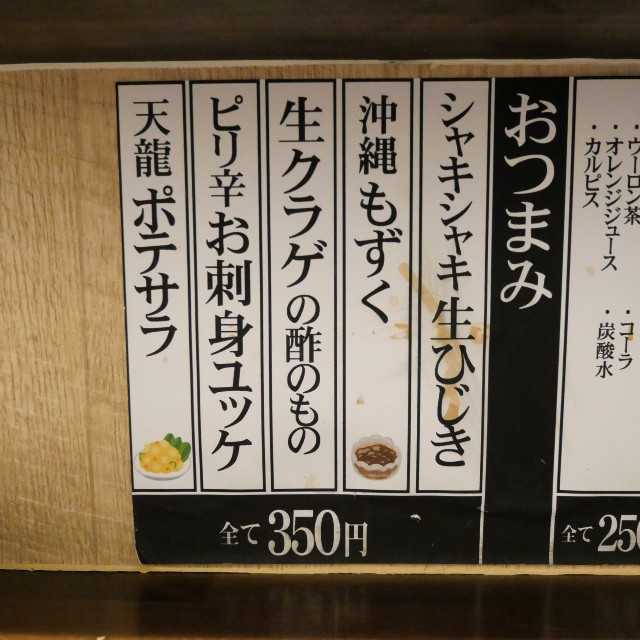 ・ウーロン茶
・オレンジジュース
・カルピス
・コーラ
・炭酸水
全て250
おつまみ
シャキシャキ生ひじき
沖縄もずく
生クラゲの酢のもの
ピリ辛お刺身ユッケ
天龍ポテサラ
全て350円